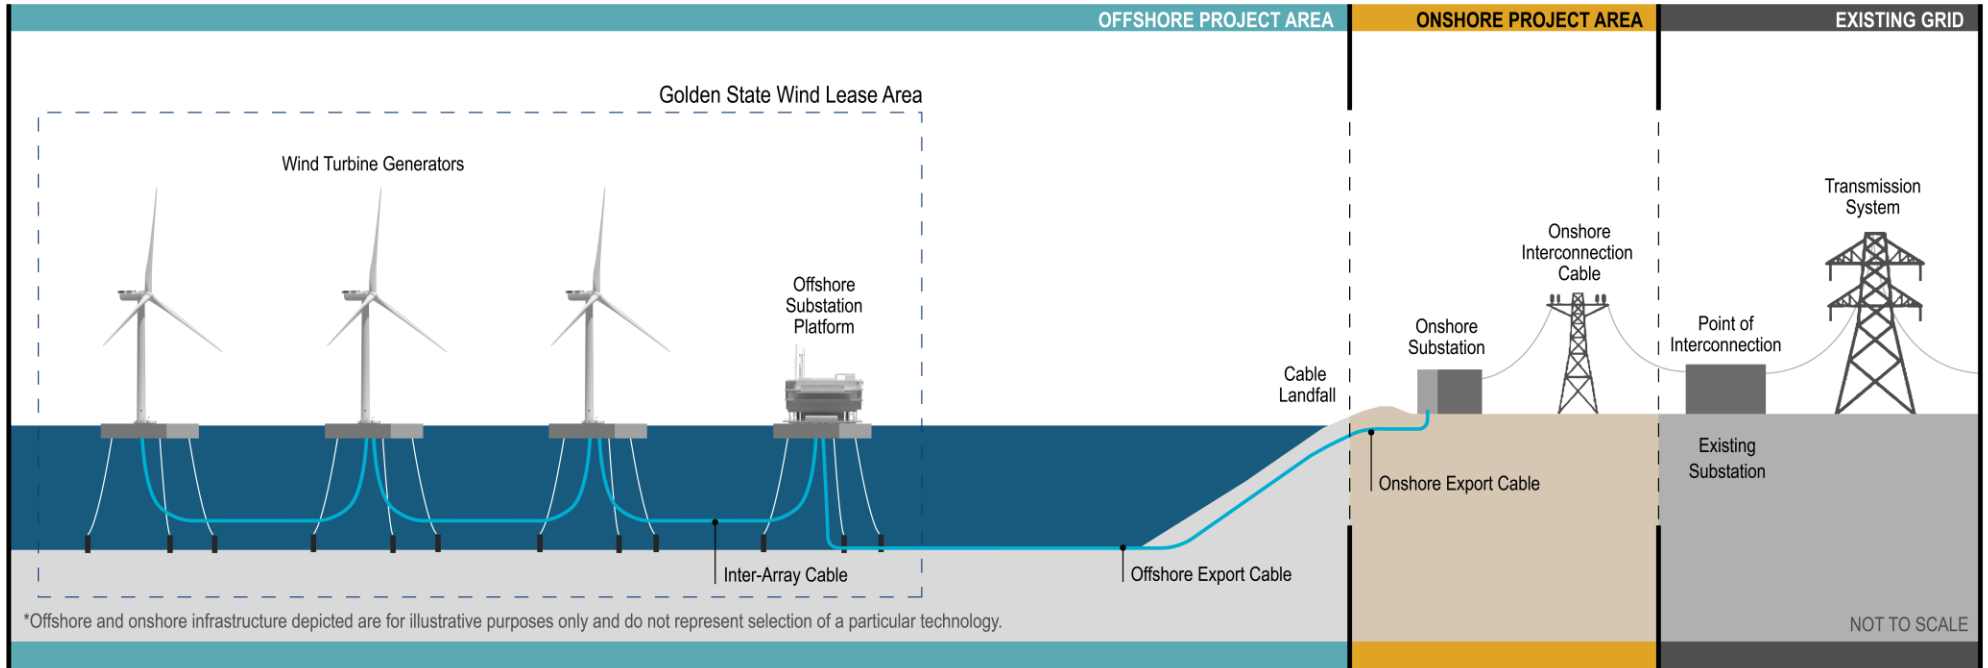 OFFSHORE PROJECT AREA
ONSHORE PROJECT AREA
EXISTING GRID
Golden State Wind Lease Area
Wind Turbine Generators
Offshore
Substation
Platform
Cable
Landfall
Onshore
Substation
Onshore
Interconnection
Cable
Point of
Interconnection
Transmission
System
Existing
Substation
Onshore Export Cable
Inter-Array Cable
Offshore Export Cable
*Offshore and onshore infrastructure depicted are for illustrative purposes only and do not represent selection of a particular technology.
NOT TO SCALE